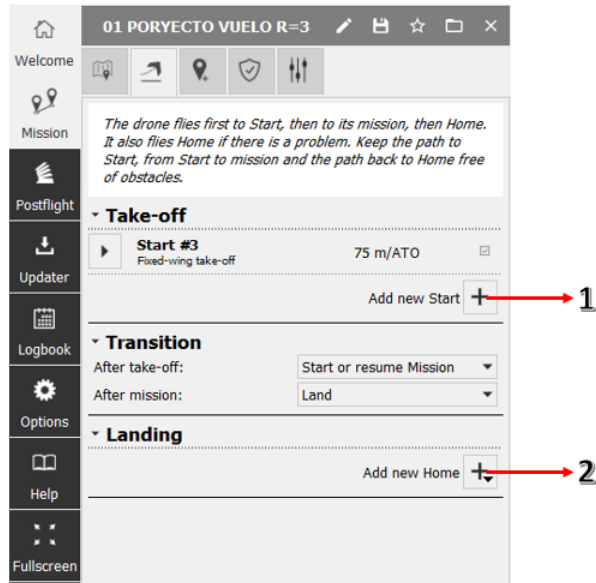 01 PORYECTO VUELO R=3
Welcome
Mission
Postflight
Updater
Logbook
Options
Help
Fullscreen
The drone flies first to Start, then to its mission, then Home.
It also flies Home if there is a problem. Keep the path to
Start, from Start to mission and the path back to Home free
of obstacles.
Take-off
Start #3
Fixed-wing take-off
75 m/ATO
Add new Start
1
Transition
After take-off:
Start or resume Mission
After mission:
Land
Landing
Add new Home
2